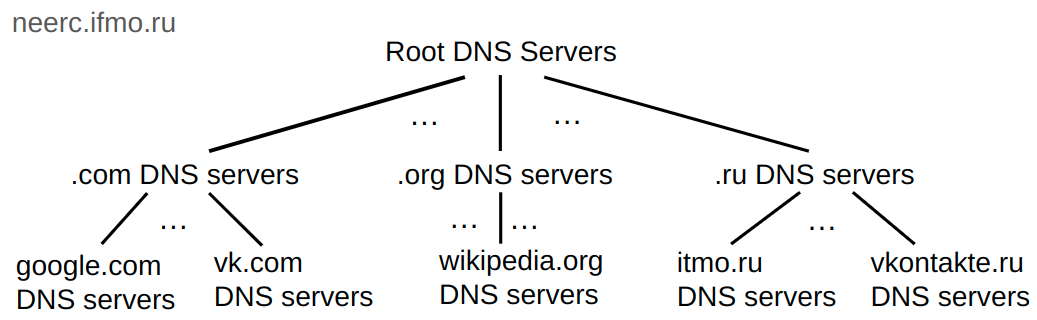 neerc.ifmo.ru
Root DNS Servers
... ...
.com DNS servers .org DNS servers .ru DNS servers
... ... ... ...
google.com vk.com wikipedia.org itmo.ru vkontakte.ru
DNS servers DNS servers DNS servers DNS servers DNS servers